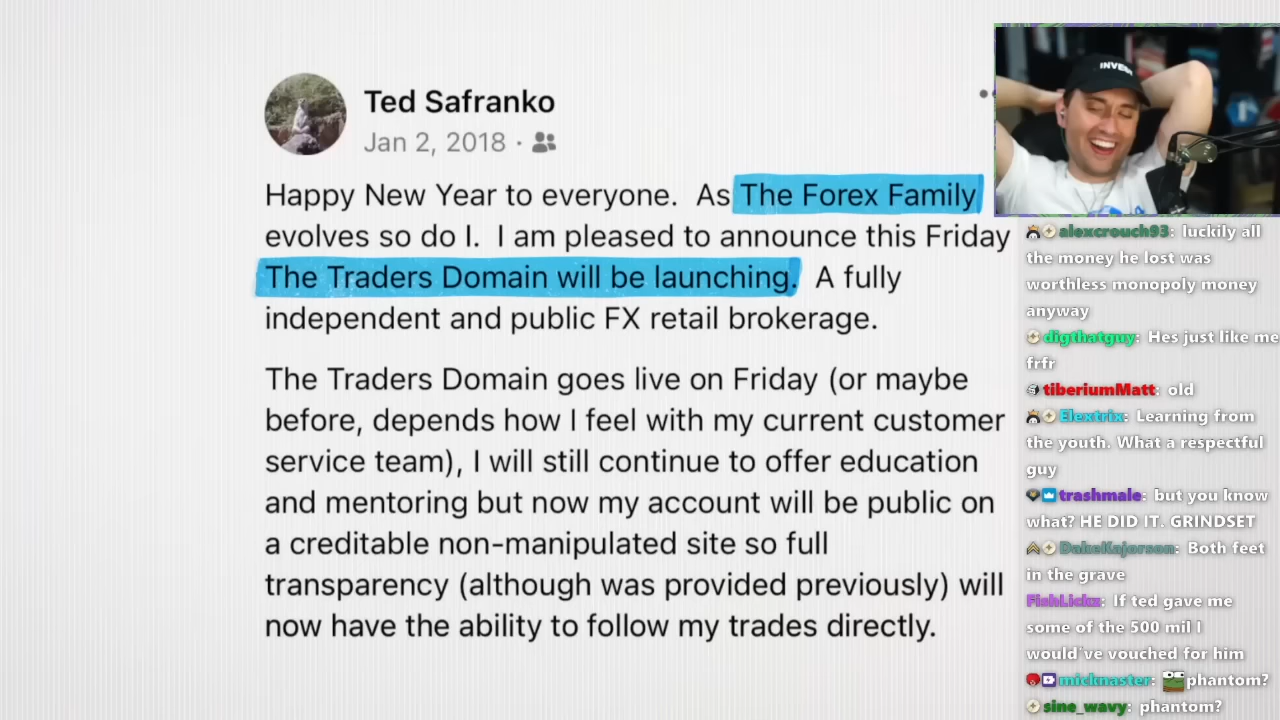 Ted Safranko
Jan 2, 2018 ·
Happy New Year to everyone. As The Forex Family
evolves so do I. I am pleased to announce this Friday
The Traders Domain will be launching. A fully
independent and public FX retail brokerage.
The Traders Domain goes live on Friday (or maybe
before, depends how I feel with my current customer
service team), I will still continue to offer education
and mentoring but now my account will be public on
a creditable non-manipulated site so full
transparency (although was provided previously) will
now have the ability to follow my trades directly.
INVEST
alexcrouch93: luckily all
the money he lost was
worthless monopoly money
anyway
digthatguy: Hes just like me
frfr
tiberiumMatt: old
Elextrix: Learning from
the youth. What a respectful
guy
trashmale: but you know
what? HE DID IT. GRINDSET
DakeKajorson: Both feet
in the grave
FishLickz: If ted gave me
some of the 500 mil I
would've vouched for him
micknaster: phantom?
sine_wavy: phantom?